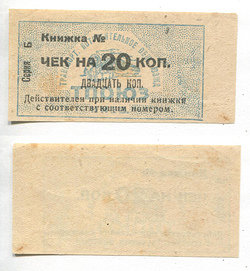 Серия Б
Книжка №
ЧЕК НА 20 КОП.
ДВАДЦАТЬ КОП.
Действителен при наличии книжки
с соответствующим номером.